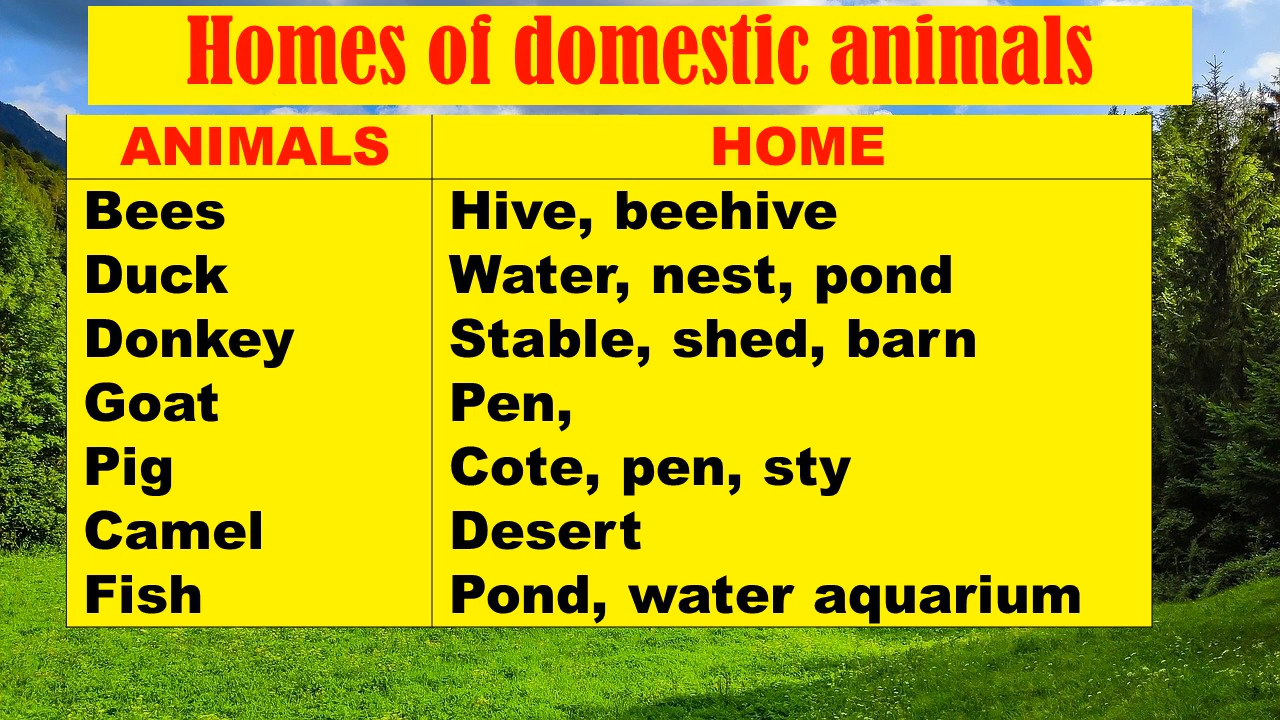 Homes of domestic animals
ANIMALS HOME
Bees Hive, beehive
Duck Water, nest, pond
Donkey Stable, shed, barn
Goat Pen,
Pig Cote, pen, sty
Camel Desert
Fish Pond, water aquarium